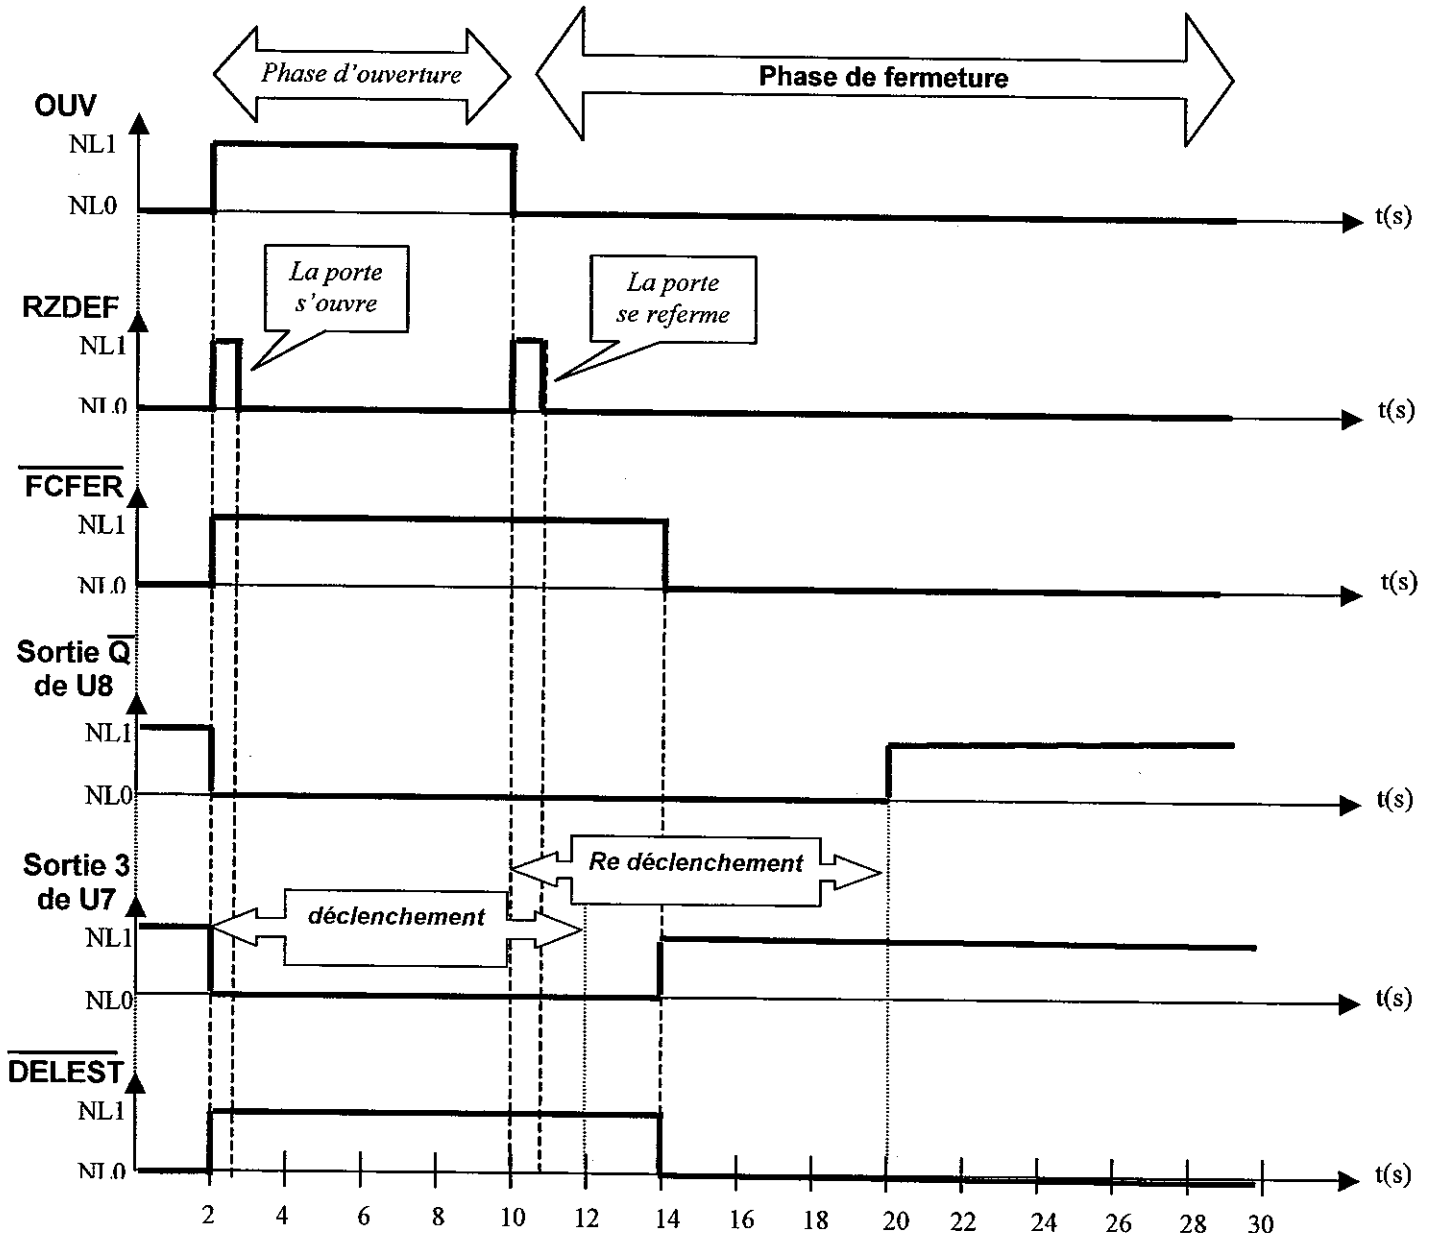 Phase d'ouverture
Phase de fermeture
OUV
NL1
NL0
t(s)
La porte
s'ouvre
La porte
se referme
RZDEF
NL1
NL0
t(s)
FCFER
NL1
NL0
t(s)
Sortie Q̅
de U8
NL1
NL0
t(s)
Re déclenchement
Sortie 3
de U7
déclenchement
NL1
NL0
t(s)
DELEST
NL1
NL0
t(s)
2 4 6 8 10 12 14 16 18 20 22 24 26 28 30